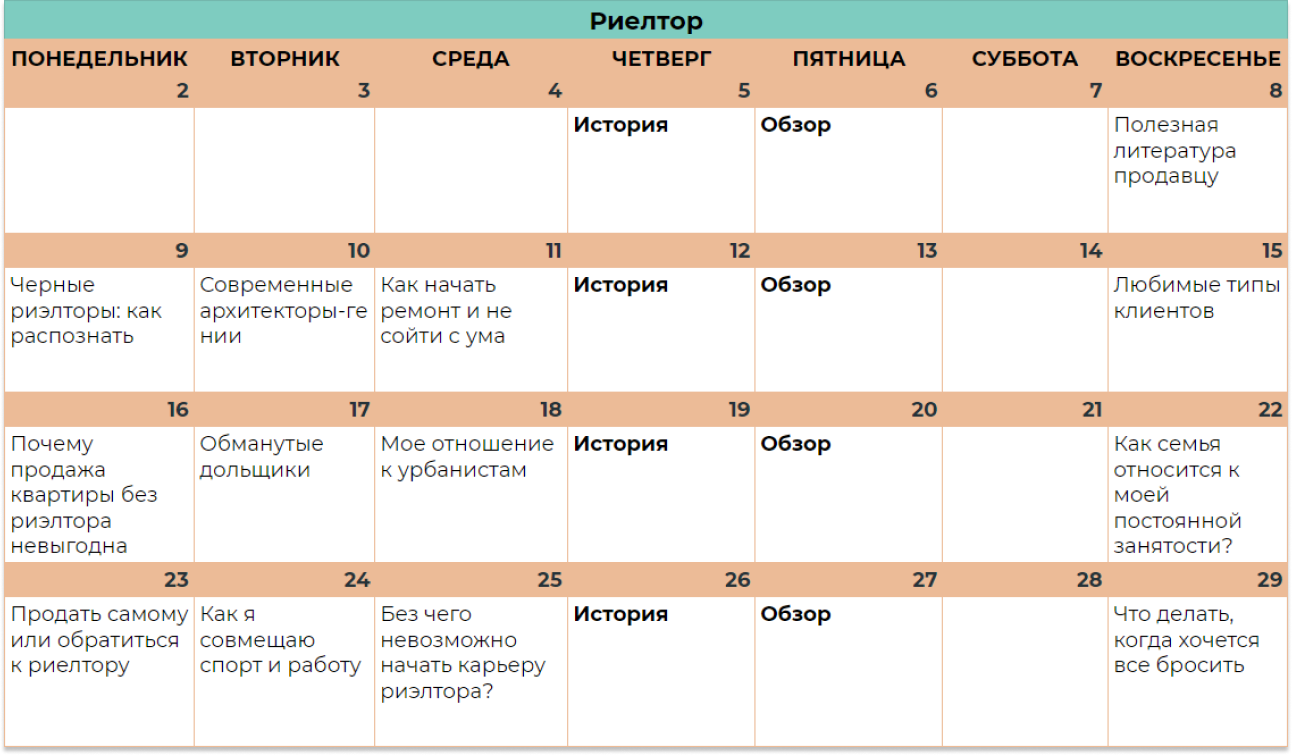 Риелтор
ПОНЕДЕЛЬНИК ВТОРНИК СРЕДА ЧЕТВЕРГ ПЯТНИЦА СУББОТА ВОСКРЕСЕНЬЕ
2 3 4 5 6 7 8
История
Обзор
Полезная
литература
продавцу
9 10 11 12 13 14 15
Черные
риэлторы: как
распознать
Современные
архитекторы-ге
нии
Как начать
ремонт и не
сойти с ума
История
Обзор
Любимые типы
клиентов
16 17 18 19 20 21 22
Почему
продажа
квартиры без
риэлтора
невыгодна
Обманутые
дольщики
Мое отношение
к урбанистам
История
Обзор
Как семья
относится к
моей
постоянной
занятости?
23 24 25 26 27 28 29
Продать самому
или обратиться
к риелтору
Как я
совмещаю
спорт и работу
Без чего
невозможно
начать карьеру
риэлтора?
История
Обзор
Что делать,
когда хочется
все бросить